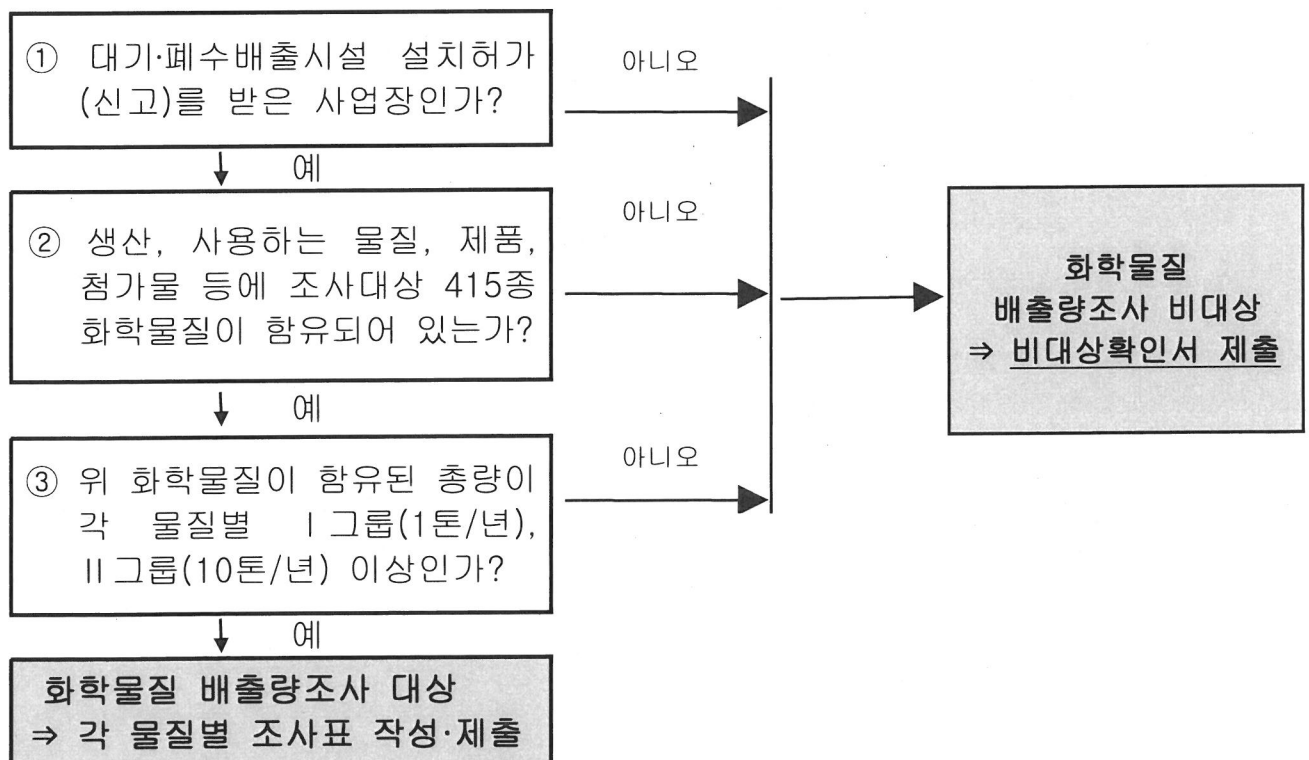 ① 대기·폐수배출시설 설치허가
(신고)를 받은 사업장인가?
아니오
예
② 생산, 사용하는 물질, 제품,
첨가물 등에 조사대상 415종
화학물질이 함유되어 있는가?
아니오
예
③ 위 화학물질이 함유된 총량이
각 물질별 Ⅰ그룹(1톤/년),
Ⅱ그룹(10톤/년) 이상인가?
아니오
예
화학물질 배출량조사 대상
⇒ 각 물질별 조사표 작성·제출
화학물질
배출량조사 비대상
⇒ 비대상확인서 제출